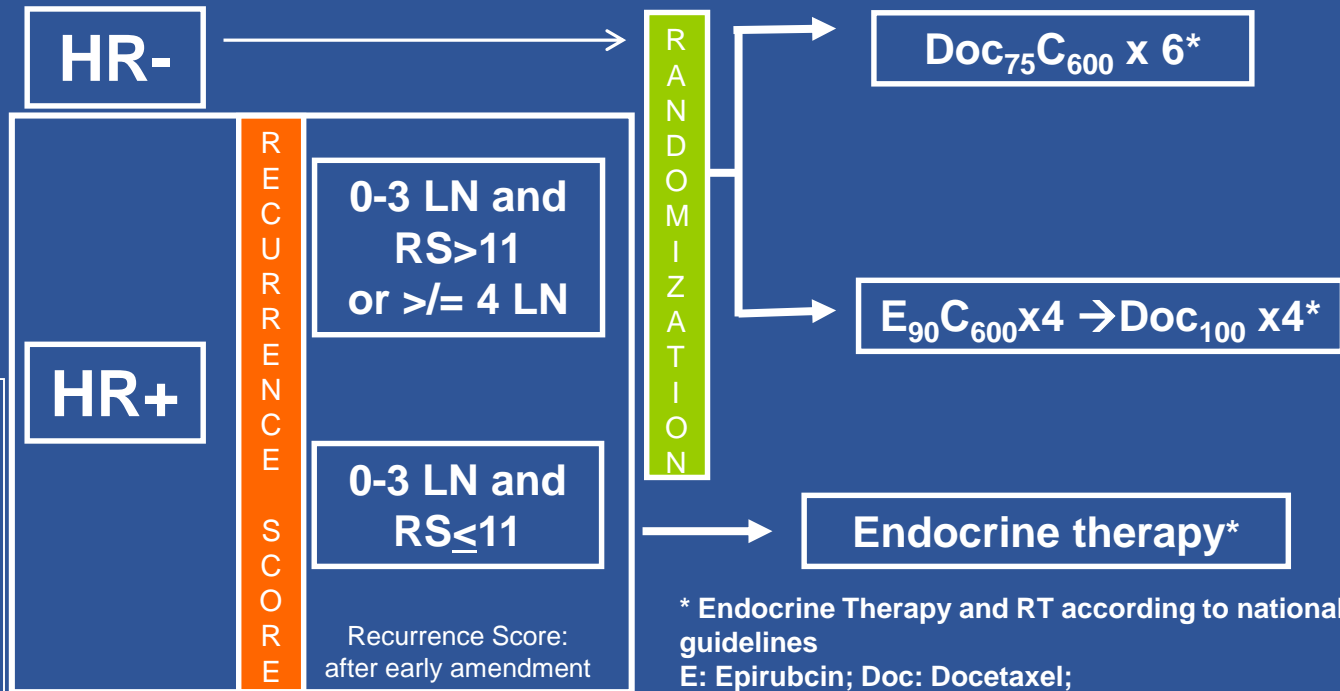 HR-
HR+
RECURRENCE SCORE
0-3 LN and
RS>11
or >/= 4 LN
0-3 LN and
RS≤11
Recurrence Score:
after early amendment
RANDOMIZATION
Doc₇₅C₆₀₀ x 6*
E₉₀C₆₀₀x4 →Doc₁₀₀ x4*
Endocrine therapy*
* Endocrine Therapy and RT according to national
guidelines
E: Epirubcin; Doc: Docetaxel;